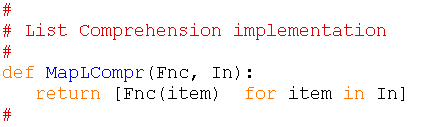 #
# List Comprehension implementation
#
def MapLCompr(Fnc, In):
   return [Fnc(item)  for item in In]
#